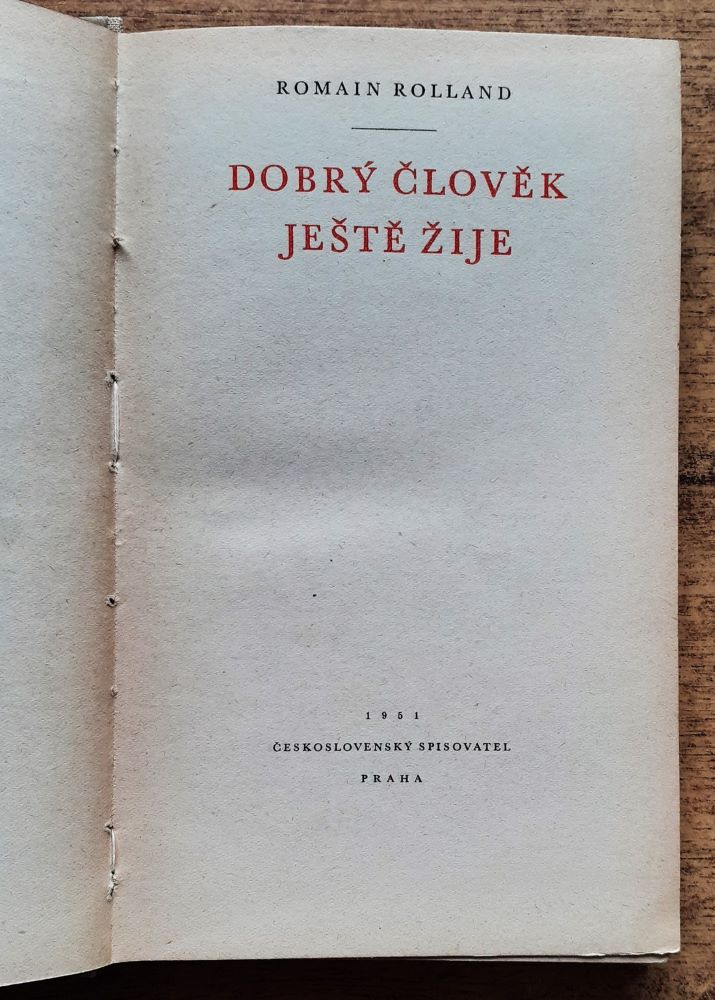 ROMAIN ROLLAND
DOBRÝ ČLOVĚK
JEŠTĚ ŽIJE
1951
ČESKOSLOVENSKÝ SPISOVATEL
PRAHA